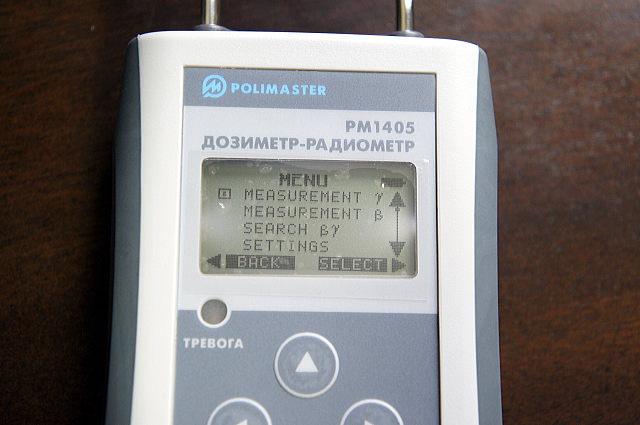 POLIMASTER
PM1405
ДОЗИМЕТР-РАДИОМЕТР
MENU
MEASUREMENT γ
MEASUREMENT β
SEARCH βγ
SETTINGS
BACK SELECT
ТРЕВОГА